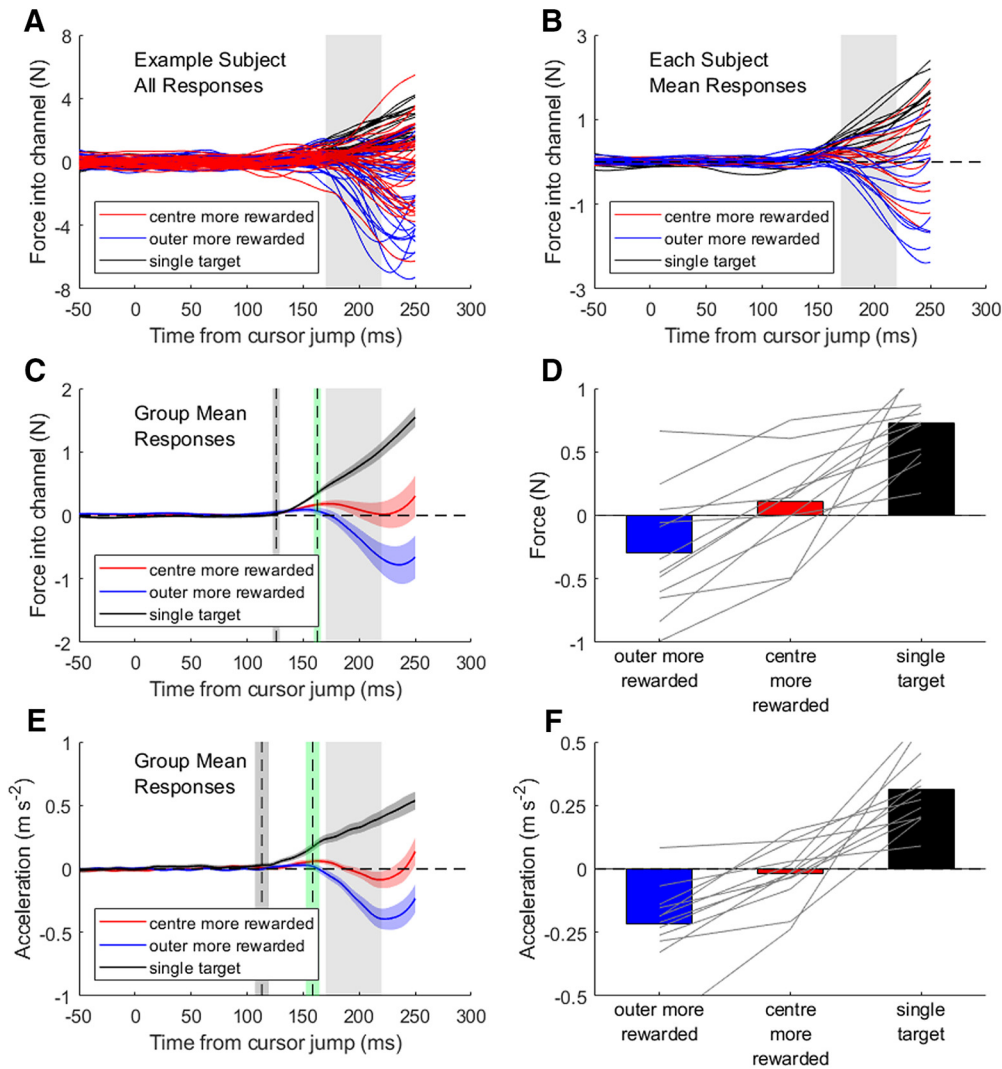 A
Example Subject
All Responses
Force into channel (N)
8
4
0
-4
-8
centre more rewarded
outer more rewarded
single target
-50 0 50 100 150 200 250 300
Time from cursor jump (ms)
B
Each Subject
Mean Responses
Force into channel (N)
3
1
-1
-3
centre more rewarded
outer more rewarded
single target
-50 0 50 100 150 200 250 300
Time from cursor jump (ms)
C
Group Mean
Responses
Force into channel (N)
2
1
0
-1
-2
centre more rewarded
outer more rewarded
single target
-50 0 50 100 150 200 250 300
Time from cursor jump (ms)
D
Force (N)
1
0.5
0
-0.5
-1
outer more
rewarded
centre
more
rewarded
single
target
E
Group Mean
Responses
Acceleration (m s-2)
1
0.5
0
-0.5
-1
centre more rewarded
outer more rewarded
single target
-50 0 50 100 150 200 250 300
Time from cursor jump (ms)
F
Acceleration (m s-2)
0.5
0.25
0
-0.25
-0.5
outer more
rewarded
centre
more
rewarded
single
target